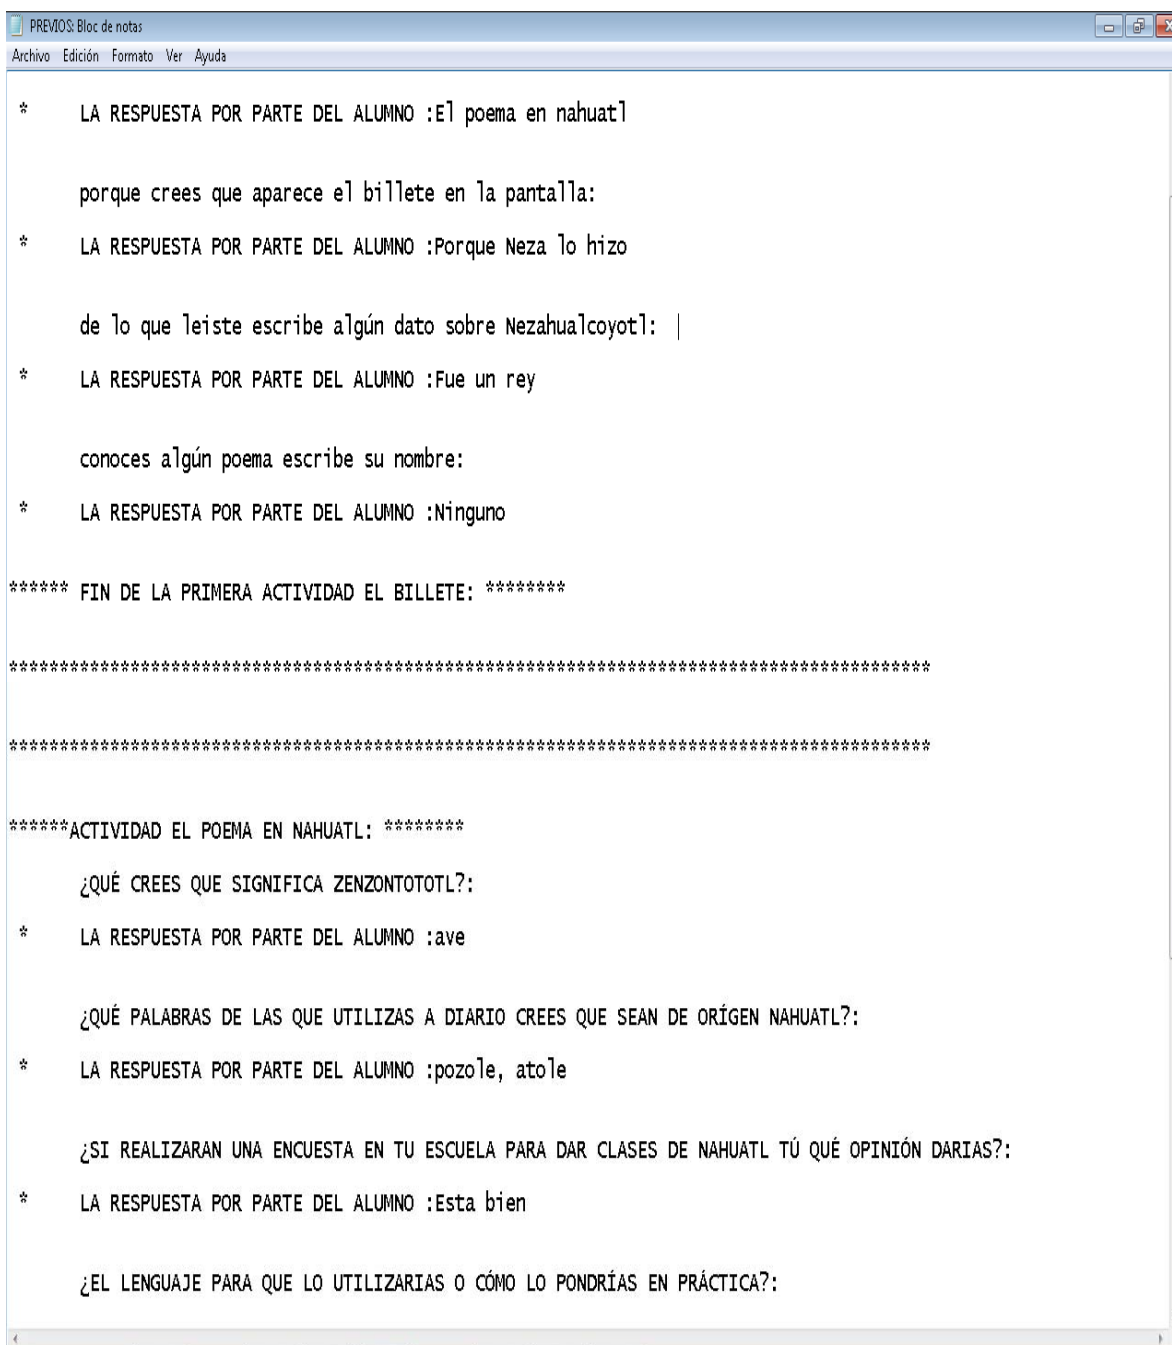 PREVIOS: Bloc de notas
Archivo Edición Formato Ver Ayuda
* LA RESPUESTA POR PARTE DEL ALUMNO :El poema en nahuatl
porque crees que aparece el billete en la pantalla:
* LA RESPUESTA POR PARTE DEL ALUMNO :Porque Neza lo hizo
de lo que leiste escribe algún dato sobre Nezahualcoyotl:
* LA RESPUESTA POR PARTE DEL ALUMNO :Fue un rey
conoces algún poema escribe su nombre:
* LA RESPUESTA POR PARTE DEL ALUMNO :Ninguno
****** FIN DE LA PRIMERA ACTIVIDAD EL BILLETE: ********
*******************************************************************************************
*******************************************************************************************
******ACTIVIDAD EL POEMA EN NAHUATL: ********
¿QUÉ CREES QUE SIGNIFICA ZENZONTOTOTL?:
* LA RESPUESTA POR PARTE DEL ALUMNO :ave
¿QUÉ PALABRAS DE LAS QUE UTILIZAS A DIARIO CREES QUE SEAN DE ORÍGEN NAHUATL?:
* LA RESPUESTA POR PARTE DEL ALUMNO :pozole, atole
¿SI REALIZARAN UNA ENCUESTA EN TU ESCUELA PARA DAR CLASES DE NAHUATL TÚ QUÉ OPINIÓN DARIAS?:
* LA RESPUESTA POR PARTE DEL ALUMNO :Esta bien
¿EL LENGUAJE PARA QUE LO UTILIZARIAS O CÓMO LO PONDRÍAS EN PRÁCTICA?: